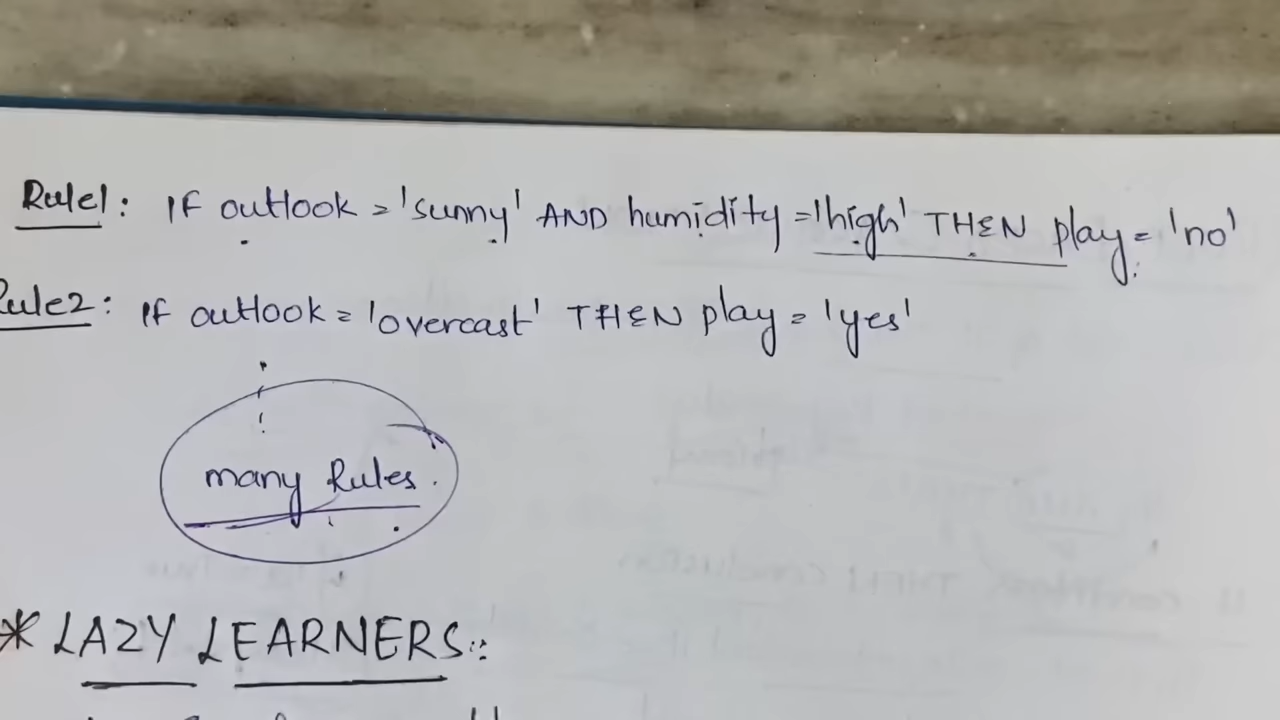 Rule1: IF outlook = 'sunny' AND humidity = 'high' THEN play = 'no'
Rule2: If outlook = 'overcast' THEN play = 'yes'
many Rules.
* LAZY LEARNERS::